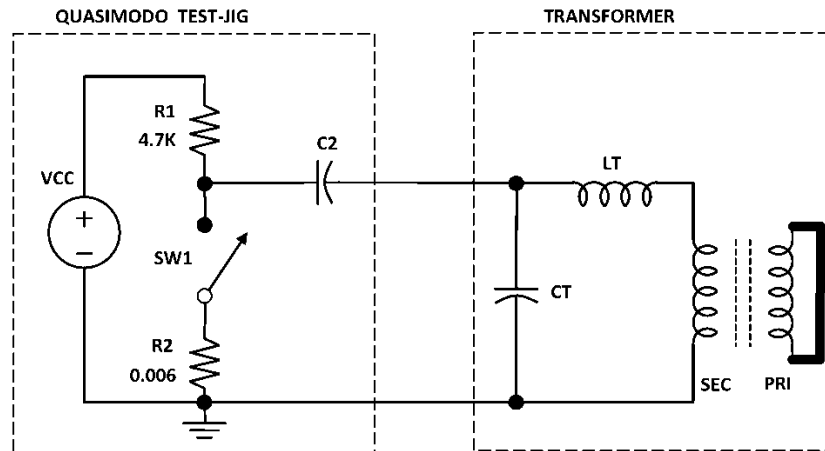 QUASIMODO TEST-JIG
TRANSFORMER
R1
4.7K
C2
LT
VCC
+
−
SW1
CT
R2
0.006
SEC
PRI